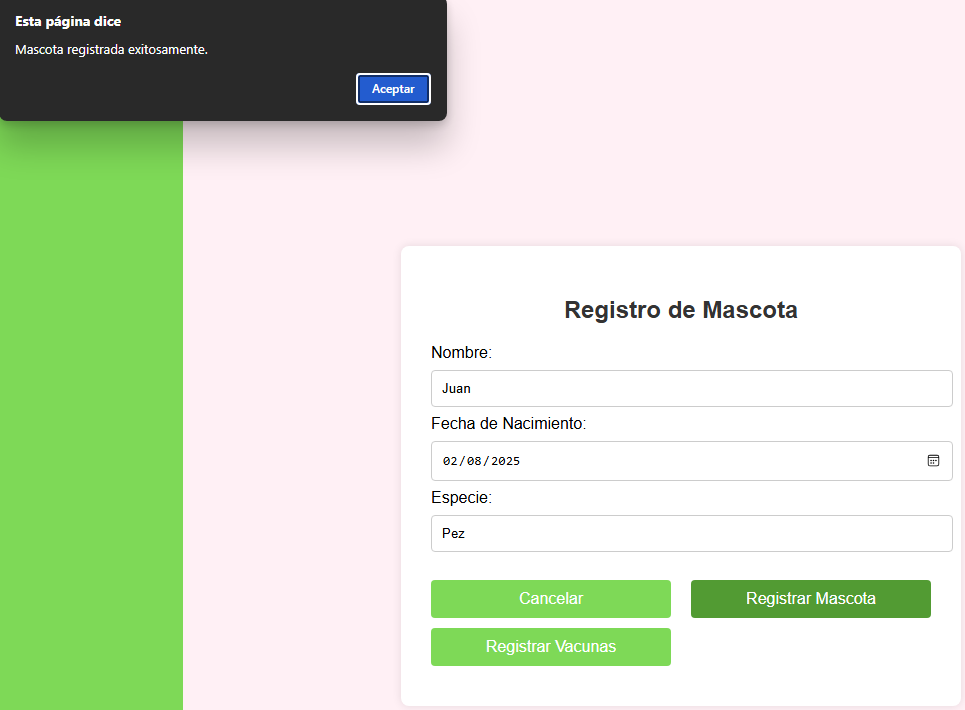 Esta página dice
Mascota registrada exitosamente.
Aceptar
Registro de Mascota
Nombre:
Juan
Fecha de Nacimiento:
02/08/2025
Especie:
Pez
Cancelar
Registrar Mascota
Registrar Vacunas